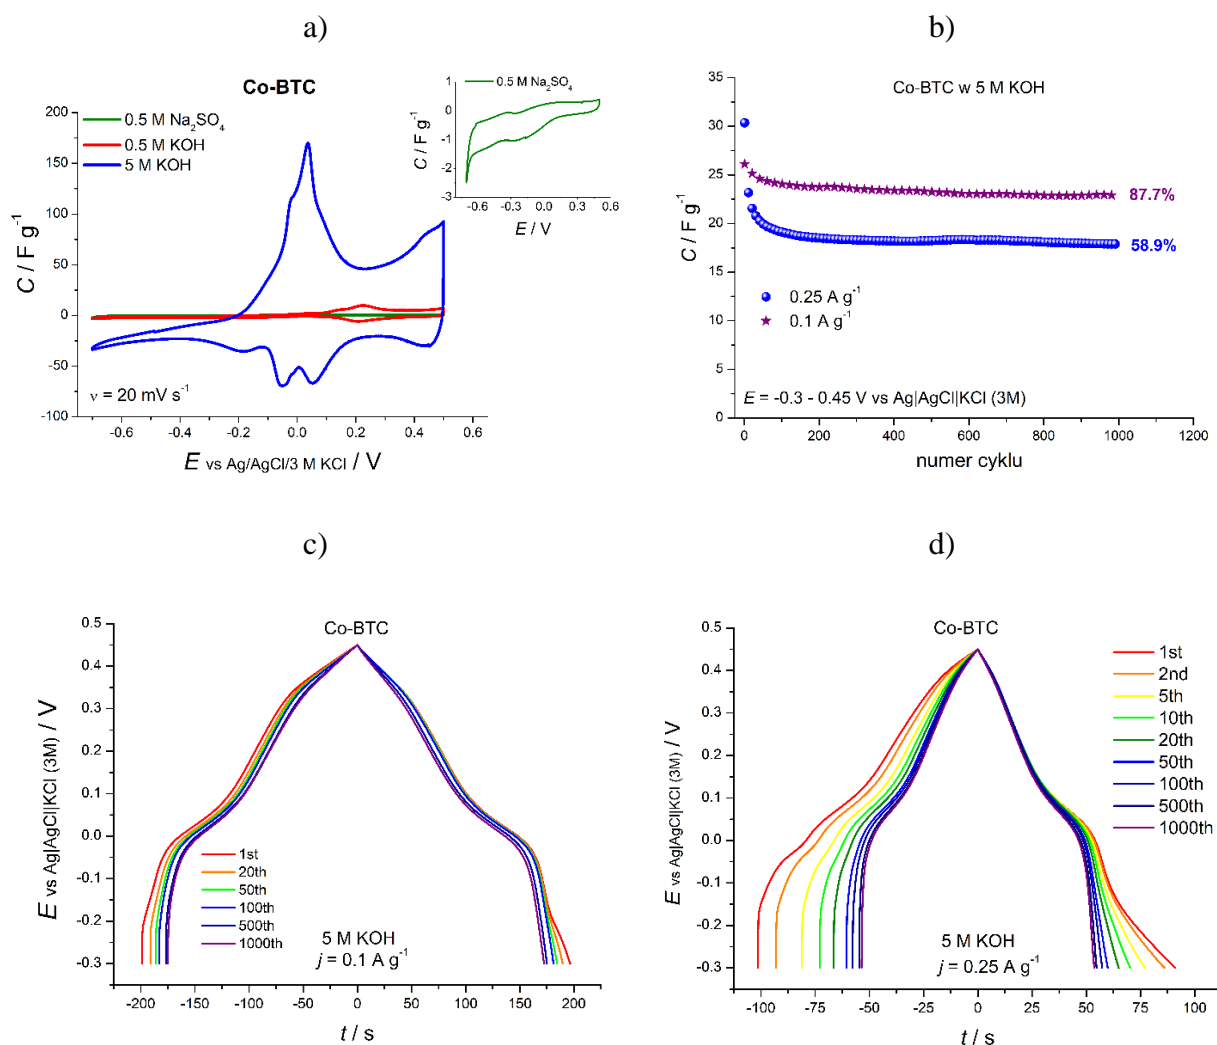 a)
Co-BTC
0.5 M Na₂SO₄
0.5 M KOH
5 M KOH
200
175
150
125
100
75
50
25
0
-25
-50
-75
-100
C / F g⁻¹
ν = 20 mV s⁻¹
-0.6 -0.4 -0.2 0.0 0.2 0.4 0.6
E vs Ag/AgCl/3 M KCl / V
0.5 M Na₂SO₄
1
0
-1
-2
-3
C / F g⁻¹
-0.6 -0.3 0.0 0.3 0.6
E / V
b)
Co-BTC w 5 M KOH
35
30
25
20
15
10
5
0
C / F g⁻¹
87.7%
58.9%
0.25 A g⁻¹
0.1 A g⁻¹
E = -0.3 - 0.45 V vs Ag|AgCl|KCl (3M)
0 200 400 600 800 1000 1200
numer cyklu
c)
Co-BTC
0.5
0.4
0.3
0.2
0.1
0.0
-0.1
-0.2
-0.3
E vs Ag|AgCl|KCl (3M) / V
1st
20th
50th
100th
500th
1000th
5 M KOH
j = 0.1 A g⁻¹
-200 -150 -100 -50 0 50 100 150 200
t / s
d)
Co-BTC
0.5
0.4
0.3
0.2
0.1
0.0
-0.1
-0.2
-0.3
E vs Ag|AgCl|KCl (3M) / V
1st
2nd
5th
10th
20th
50th
100th
500th
1000th
5 M KOH
j = 0.25 A g⁻¹
-100 -75 -50 -25 0 25 50 75 100
t / s